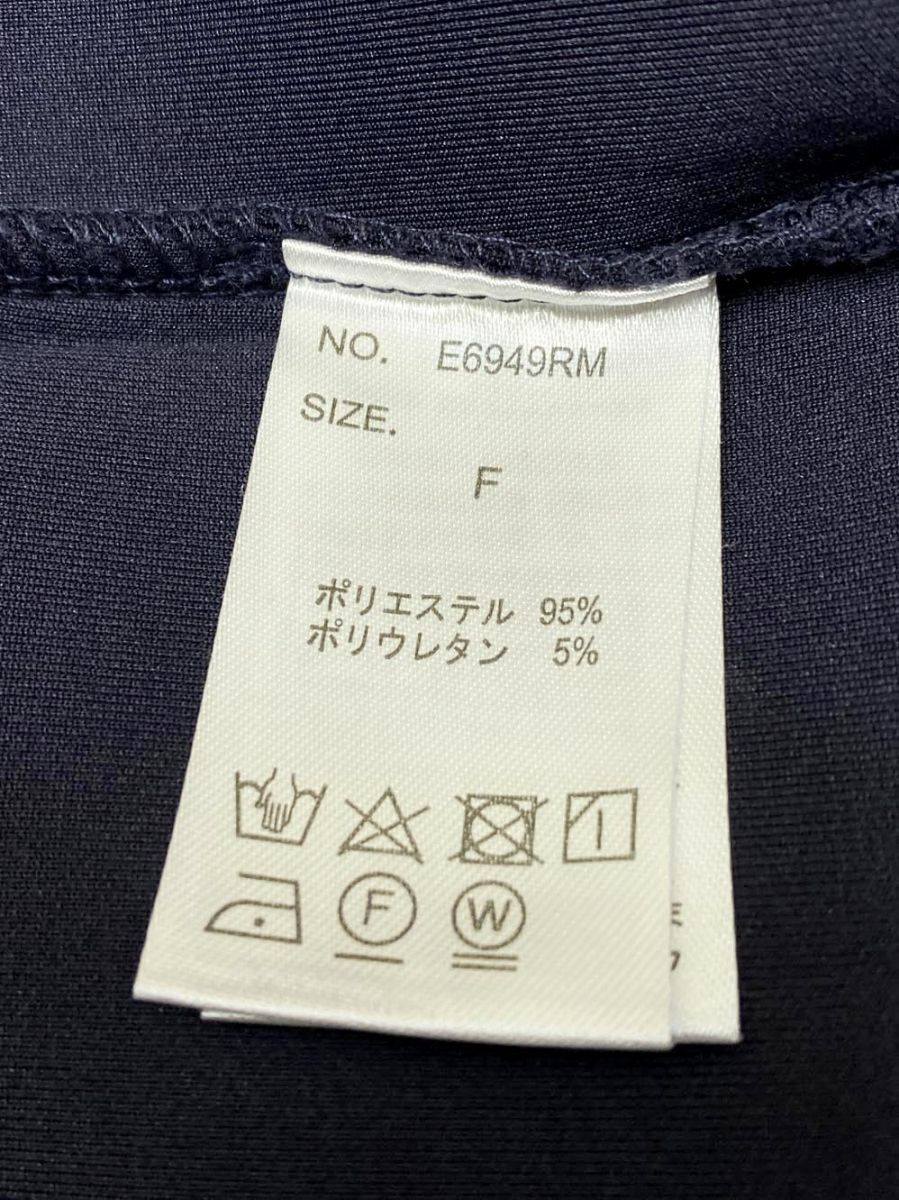 NO. E6949RM
SIZE.
F
ポリエステル 95%
ポリウレタン 5%
F W